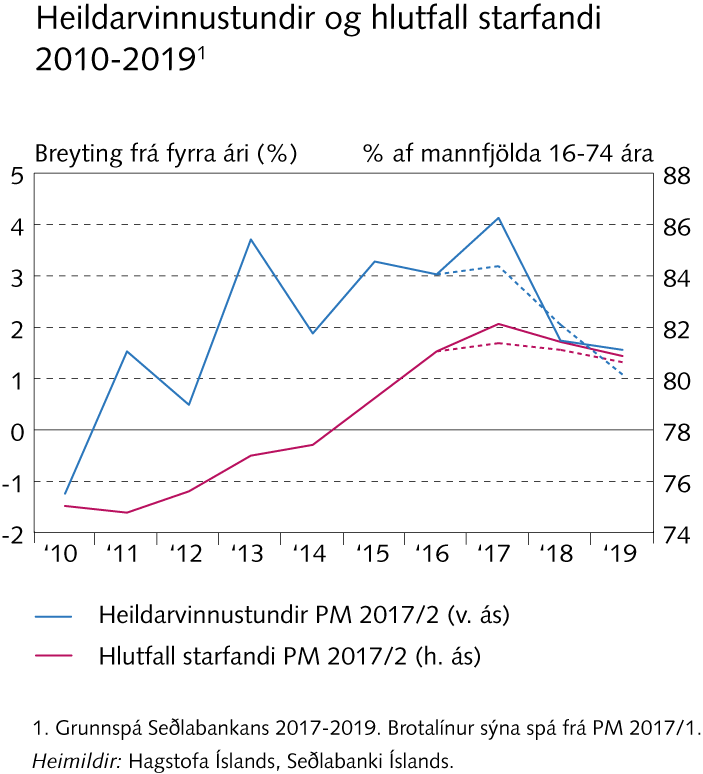 Heildarvinnustundir og hlutfall starfandi
2010-2019¹
Breyting frá fyrra ári (%) % af mannfjölda 16-74 ára
5 88
4 86
3 84
2 82
1 80
0 78
-1 76
-2 74
‘10 ‘11 ‘12 ‘13 ‘14 ‘15 ‘16 ‘17 ‘18 ‘19
Heildarvinnustundir PM 2017/2 (v. ás)
Hlutfall starfandi PM 2017/2 (h. ás)
1. Grunnspá Seðlabankans 2017-2019. Brotalínur sýna spá frá PM 2017/1.
Heimildir: Hagstofa Íslands, Seðlabanki Íslands.